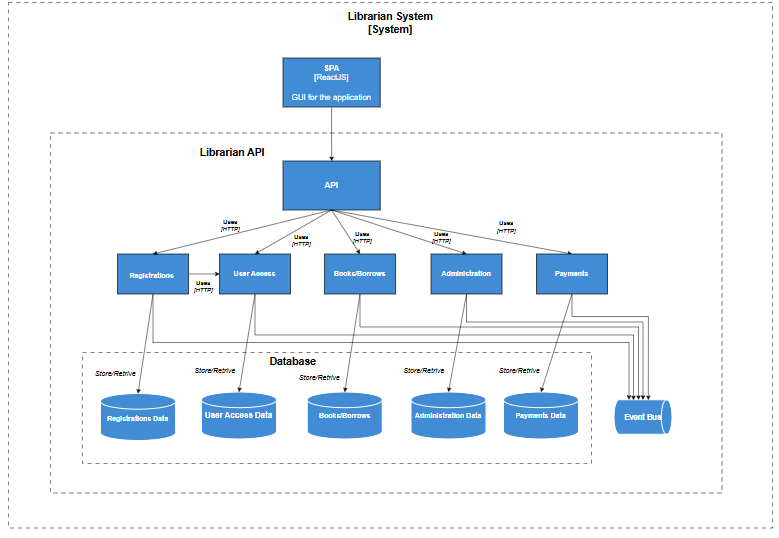 Librarian System
[System]
SPA
[ReactJS]
GUI for the application
Librarian API
API
Uses
[HTTP]
Uses
[HTTP]
Uses
[HTTP]
Uses
[HTTP]
Uses
[HTTP]
Registrations
Uses
[HTTP]
User Access
Books/Borrows
Administration
Payments
Database
Store/Retrive
Store/Retrive
Store/Retrive
Store/Retrive
Store/Retrive
Registrations Data
User Access Data
Books/Borrows
Administration Data
Payments Data
Event Bus